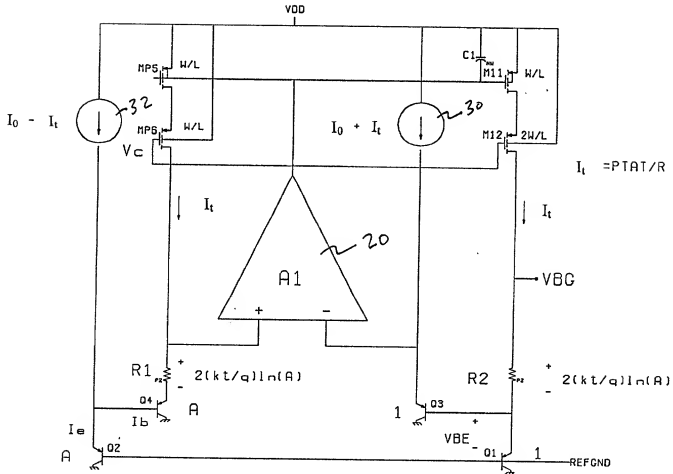 VDD
C1
MP5
W/L
M11
W/L
32
30
I₀ - Iₜ
I₀ + Iₜ
MP6
W/L
M12
2W/L
Vc
Iₜ =PTAT/R
Iₜ
Iₜ
20
A1
VBG
+ -
R1
+
-
2(kt/q)ln(A)
R2
+
-
2(kt/q)ln(A)
Q4
A
1
Q3
Ib
Ie
+
VBE
-
A
Q2
Q1
1
REFGND